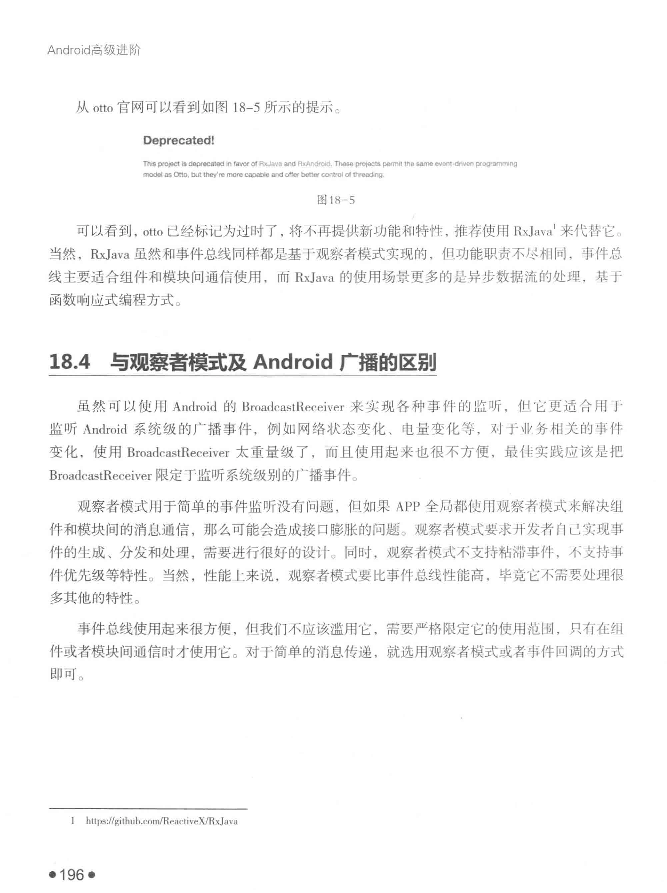 Android高级进阶
从 otto 官网可以看到如图 18-5 所示的提示。
Deprecated!
This project is deprecated in favor of RxJava and RxAndroid. These projects permit the same event-driven programming
model as Otto, but they're more capable and offer better control of threading.
图18-5
可以看到，otto 已经标记为过时了，将不再提供新功能和特性，推荐使用 RxJava1 来代替它。
当然，RxJava 虽然和事件总线同样都是基于观察者模式实现的，但功能职责不尽相同，事件总
线主要适合组件和模块间通信使用，而 RxJava 的使用场景更多的是异步数据流的处理，基于
函数响应式编程方式。
18.4 与观察者模式及 Android 广播的区别
虽然可以使用 Android 的 BroadcastReceiver 来实现各种事件的监听，但它更适合用于
监听 Android 系统级的广播事件，例如网络状态变化、电量变化等，对于业务相关的事件
变化，使用 BroadcastReceiver 太重量级了，而且使用起来也很不方便，最佳实践应该是把
BroadcastReceiver 限定于监听系统级别的广播事件。
观察者模式用于简单的事件监听没有问题，但如果 APP 全局都使用观察者模式来解决组
件和模块间的消息通信，那么可能会造成接口膨胀的问题。观察者模式要求开发者自己实现事
件的生成、分发和处理，需要进行很好的设计。同时，观察者模式不支持粘滞事件，不支持事
件优先级等特性。当然，性能上来说，观察者模式要比事件总线性能高，毕竟它不需要处理很
多其他的特性。
事件总线使用起来很方便，但我们不应该滥用它，需要严格限定它的使用范围，只有在组
件或者模块间通信时才使用它。对于简单的消息传递，就选用观察者模式或者事件回调的方式
即可。
1 https://github.com/ReactiveX/RxJava
●196●